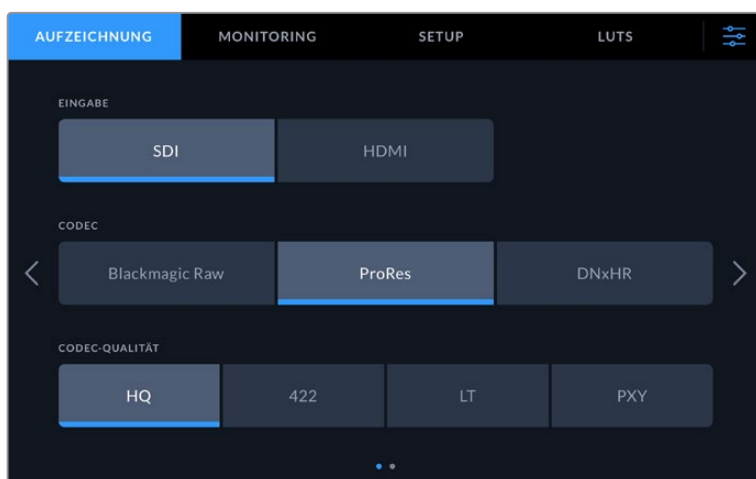 AUFZEICHNUNG MONITORING SETUP LUTS
EINGABE
SDI HDMI
CODEC
Blackmagic Raw ProRes DNxHR
CODEC-QUALITÄT
HQ 422 LT PXY